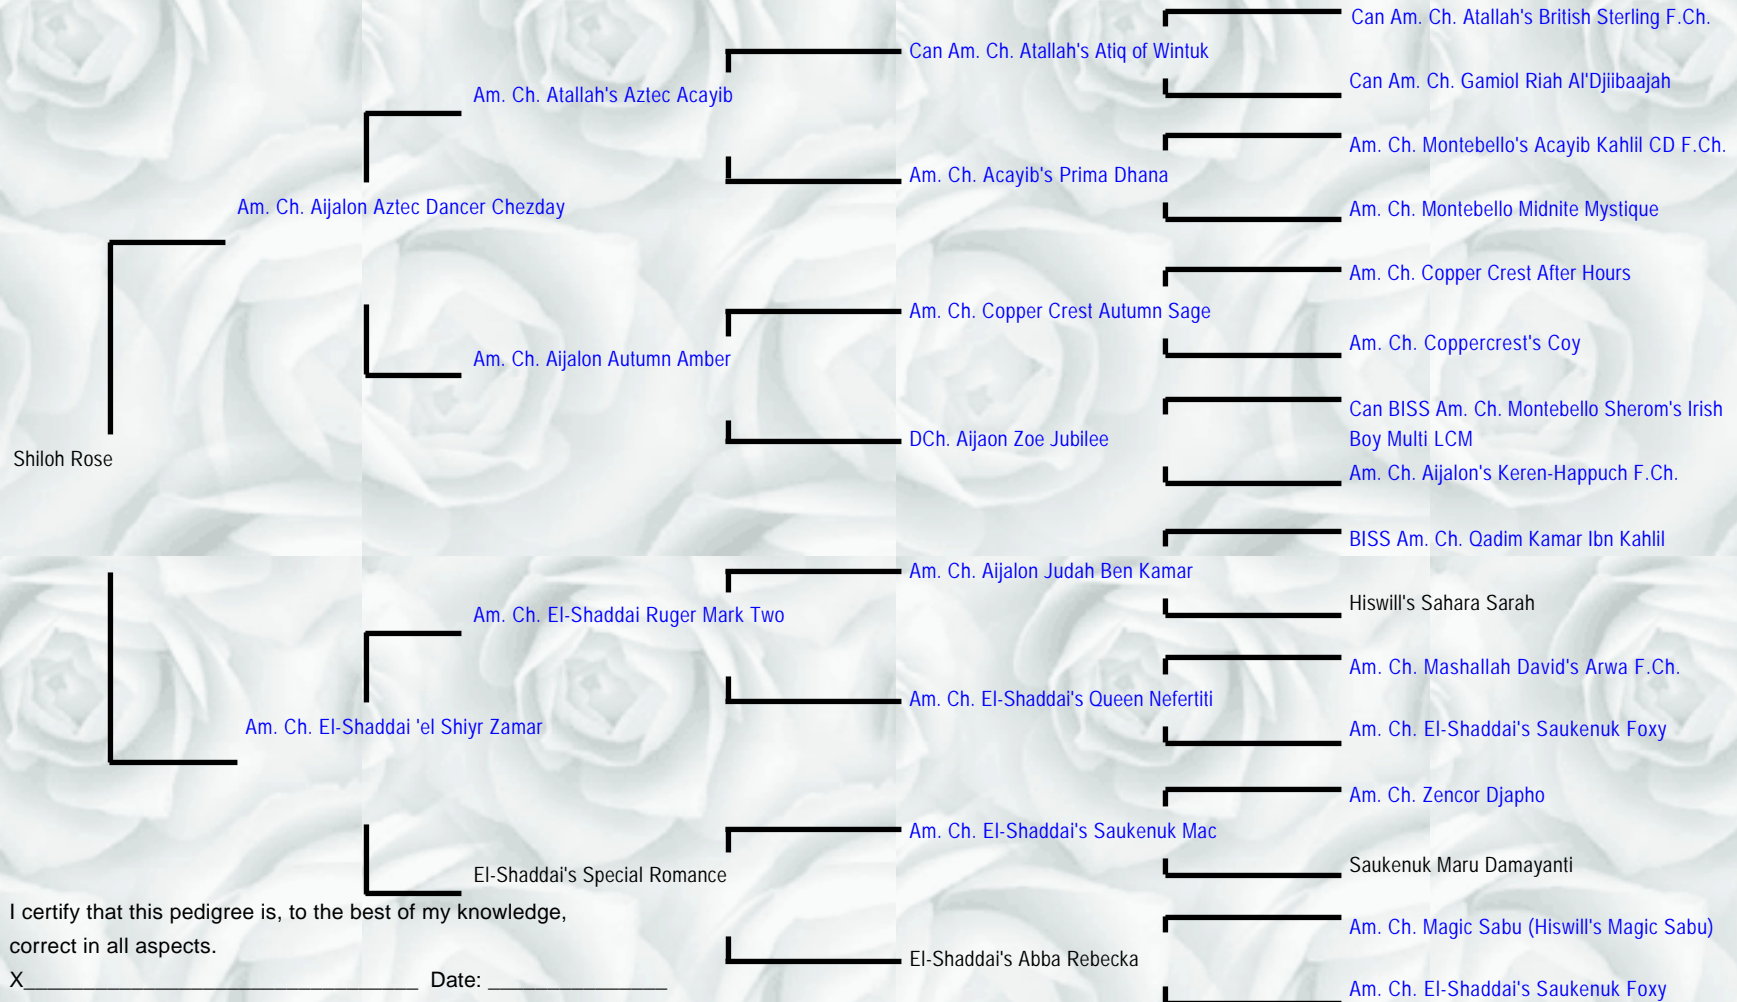 Can Am. Ch. Atallah's British Sterling F.Ch.
Can Am. Ch. Atallah's Atiq of Wintuk
Can Am. Ch. Gamiol Riah Al'Djiibaajah
Am. Ch. Atallah's Aztec Acayib
Am. Ch. Montebello's Acayib Kahlil CD F.Ch.
Am. Ch. Acayib's Prima Dhana
Am. Ch. Montebello Midnite Mystique
Am. Ch. Aijalon Aztec Dancer Chezday
Am. Ch. Copper Crest After Hours
Am. Ch. Copper Crest Autumn Sage
Am. Ch. Coppercrest's Coy
Am. Ch. Aijalon Autumn Amber
Can BISS Am. Ch. Montebello Sherom's Irish
Boy Multi LCM
DCh. Aijaon Zoe Jubilee
Am. Ch. Aijalon's Keren-Happuch F.Ch.
Shiloh Rose
BISS Am. Ch. Qadim Kamar Ibn Kahlil
Am. Ch. Aijalon Judah Ben Kamar
Hiswill's Sahara Sarah
Am. Ch. El-Shaddai Ruger Mark Two
Am. Ch. Mashallah David's Arwa F.Ch.
Am. Ch. El-Shaddai's Queen Nefertiti
Am. Ch. El-Shaddai's Saukenuk Foxy
Am. Ch. El-Shaddai 'el Shiyr Zamar
Am. Ch. Zencor Djapho
Am. Ch. El-Shaddai's Saukenuk Mac
Saukenuk Maru Damayanti
El-Shaddai's Special Romance
Am. Ch. Magic Sabu (Hiswill's Magic Sabu)
El-Shaddai's Abba Rebecka
Am. Ch. El-Shaddai's Saukenuk Foxy
I certify that this pedigree is, to the best of my knowledge,
correct in all aspects.
X_________________________________ Date: _______________